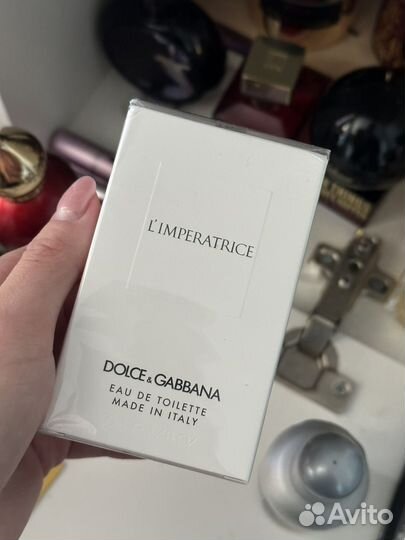 L'IMPERATRICE
DOLCE & GABBANA
EAU DE TOILETTE
MADE IN ITALY
Avito